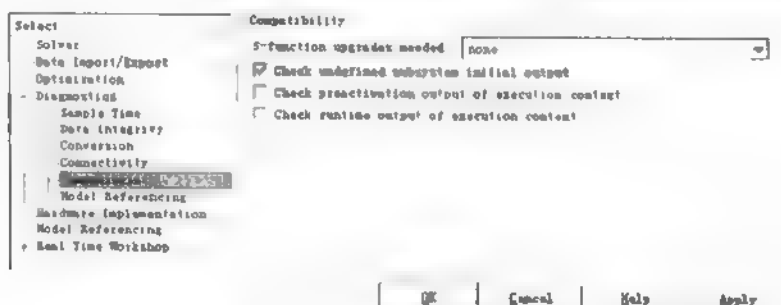 Select
Solver
Data Import/Export
Optimization
- Diagnostics
Sample Time
Data Integrity
Conversion
Connectivity
Model Referencing
Hardware Implementation
Model Referencing
+ Real Time Workshop
Compatibility
S-function upgrades needed none
Check undefined subsystem initial output
Check preactivation output of execution context
Check runtime output of execution context
OK Cancel Help Apply